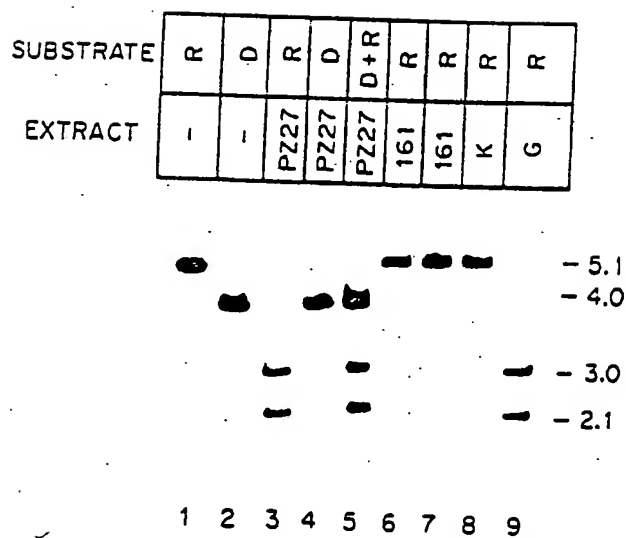 SUBSTRATE R D R D D+R R R R R
EXTRACT – – PZ27 PZ27 PZ27 161 161 K G
- 5.1
- 4.0
- 3.0
- 2.1
1 2 3 4 5 6 7 8 9